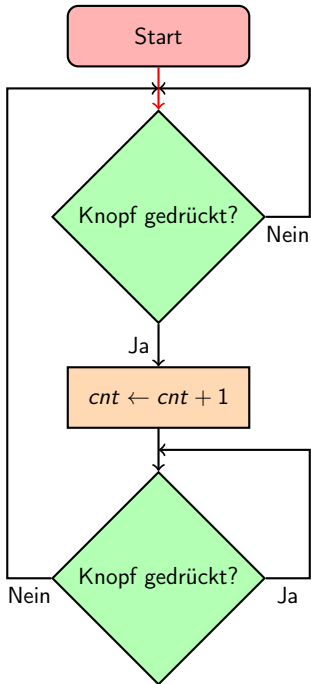 Start
Knopf gedrückt?
Nein
Ja
cnt ← cnt + 1
Knopf gedrückt?
Nein
Ja